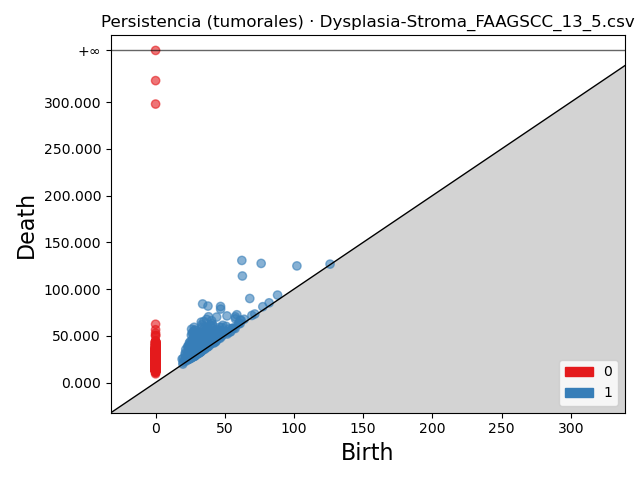 Persistencia (tumorales) · Dysplasia-Stroma_FAAGSCC_13_5.csv
+∞
300.000
250.000
200.000
150.000
100.000
50.000
0.000
Death
0
1
0 50 100 150 200 250 300
Birth